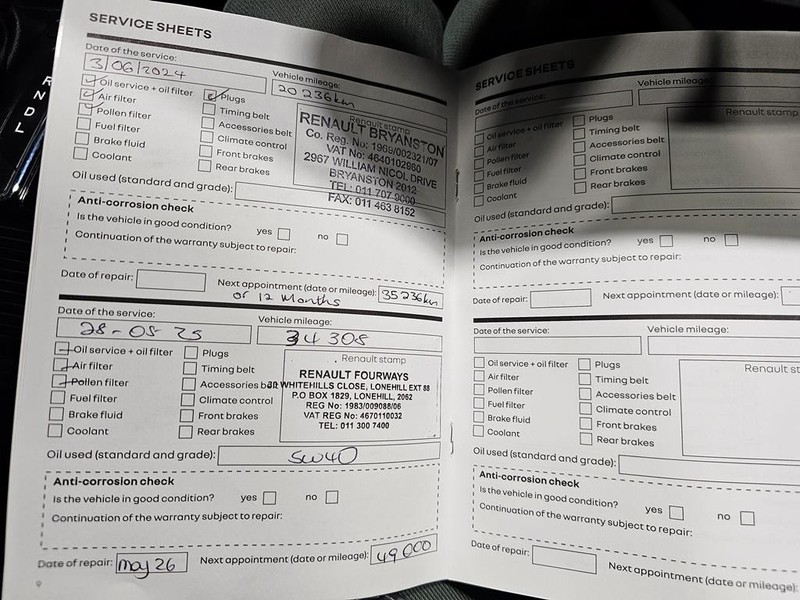 SERVICE SHEETS
Date of the service:
3/06/2024
Vehicle mileage:
20 236km
Oil service + oil filter
Plugs
Air filter
Timing belt
Pollen filter
Accessories belt
Fuel filter
Climate control
Brake fluid
Front brakes
Coolant
Rear brakes
Renault stamp
RENAULT BRYANSTON
Co. Reg. No: 1969/002321/07
VAT No: 4640102960
2967 WILLIAM NICOL DRIVE
BRYANSTON 2012
TEL: 011 707 9000
FAX: 011 463 8152
Oil used (standard and grade):
Anti-corrosion check
Is the vehicle in good condition? yes no
Continuation of the warranty subject to repair:
Date of repair:
Next appointment (date or mileage): 35 236km
or 12 Months
Date of the service:
28-05-25
Vehicle mileage:
34308
Oil service + oil filter
Plugs
Air filter
Timing belt
Pollen filter
Accessories belt
Fuel filter
Climate control
Brake fluid
Front brakes
Coolant
Rear brakes
Renault stamp
RENAULT FOURWAYS
WHITEHILLS CLOSE, LONEHILL EXT 88
P.O BOX 1829, LONEHILL, 2062
REG No: 1983/009088/06
VAT REG No: 4670110032
TEL: 011 300 7400
Oil used (standard and grade): 5w40
Anti-corrosion check
Is the vehicle in good condition? yes no
Continuation of the warranty subject to repair:
Date of repair: May 26
Next appointment (date or mileage): 49000
SERVICE SHEETS
Date of the service:
Vehicle mileage:
Oil service + oil filter
Plugs
Air filter
Timing belt
Pollen filter
Accessories belt
Fuel filter
Climate control
Brake fluid
Front brakes
Coolant
Rear brakes
Renault stamp
Oil used (standard and grade):
Anti-corrosion check
Is the vehicle in good condition? yes no
Continuation of the warranty subject to repair:
Date of repair:
Next appointment (date or mileage):
Date of the service:
Vehicle mileage:
Oil service + oil filter
Plugs
Air filter
Timing belt
Pollen filter
Accessories belt
Fuel filter
Climate control
Brake fluid
Front brakes
Coolant
Rear brakes
Renault st
Oil used (standard and grade):
Anti-corrosion check
Is the vehicle in good condition? yes no
Continuation of the warranty subject to repair:
Date of repair:
Next appointment (date or mileage):
9
R
N
D
L